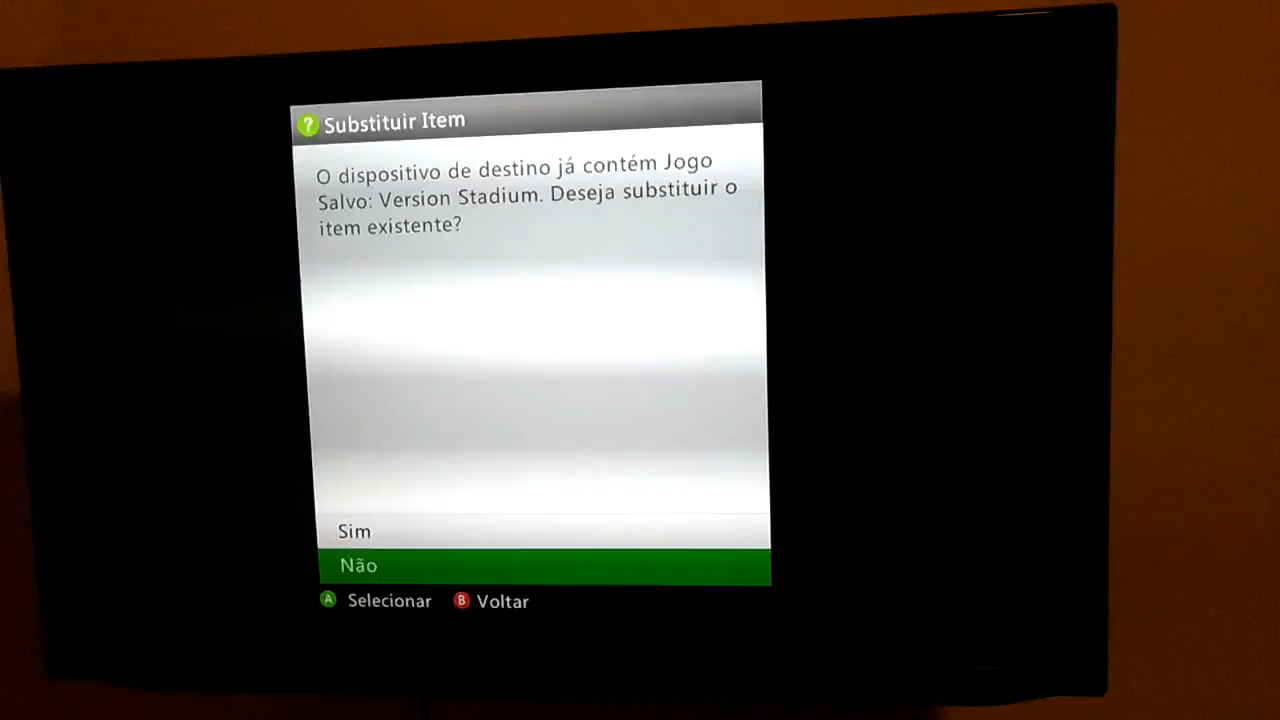 ? Substituir Item
O dispositivo de destino já contém Jogo
Salvo: Version Stadium. Deseja substituir o
item existente?
Sim
Não
A Selecionar B Voltar